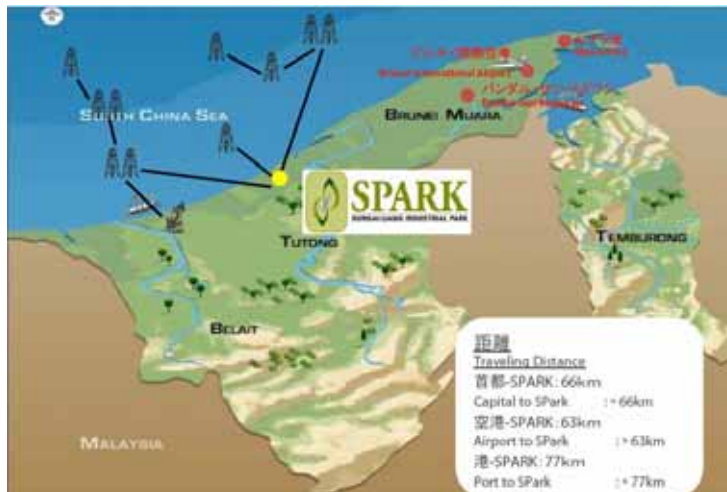 SOUTH CHINA SEA
Brunei International Airport
BRUNEI MUARA
SPARK
SUNGAI LIANG INDUSTRIAL PARK
TUTONG
TEMBURONG
BELAIT
MALAYSIA
距離
Traveling Distance
首都-SPARK:66km
Capital to SPark : ≈ 66km
空港-SPARK:63km
Airport to SPark : ≈ 63km
港-SPARK:77km
Port to SPark : ≈ 77km